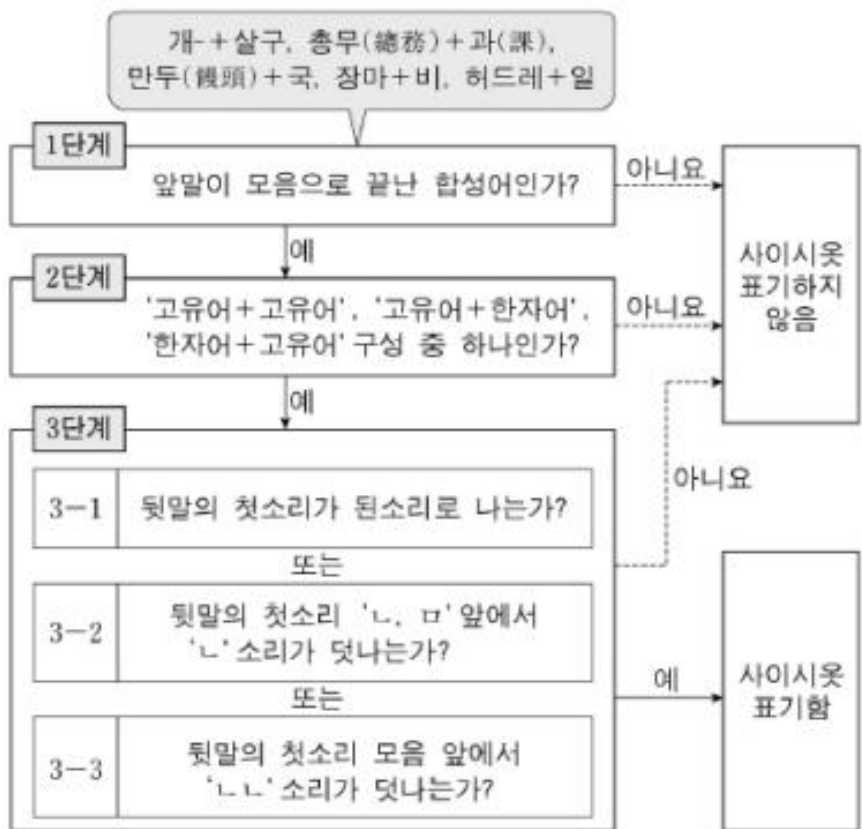 개-+살구, 총무(總務)+과(課),
만두(饅頭)+국, 장마+비, 허드레+일
1단계
앞말이 모음으로 끝난 합성어인가?
아니요
예
사이시옷
표기하지
않음
2단계
'고유어+고유어', '고유어+한자어',
'한자어+고유어' 구성 중 하나인가?
아니요
예
3단계
3-1
뒷말의 첫소리가 된소리로 나는가?
아니요
또는
3-2
뒷말의 첫소리 'ㄴ, ㅁ' 앞에서
'ㄴ' 소리가 덧나는가?
또는
예
사이시옷
표기함
3-3
뒷말의 첫소리 모음 앞에서
'ㄴㄴ' 소리가 덧나는가?